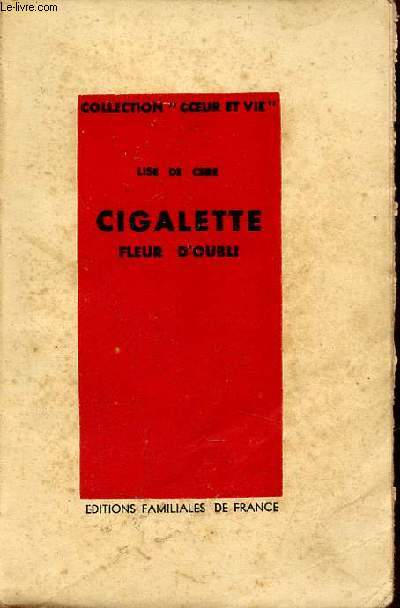 Le-livre.com
COLLECTION "CŒUR ET VIE"
LISE DE CERE
CIGALETTE
FLEUR D'OUBLI
EDITIONS FAMILIALES DE FRANCE